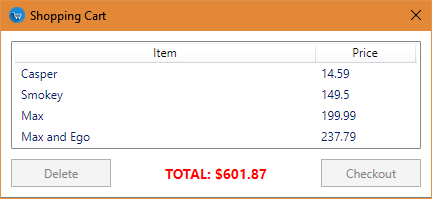 Shopping Cart
Item Price
Casper 14.59
Smokey 149.5
Max 199.99
Max and Ego 237.79
Delete TOTAL: $601.87 Checkout